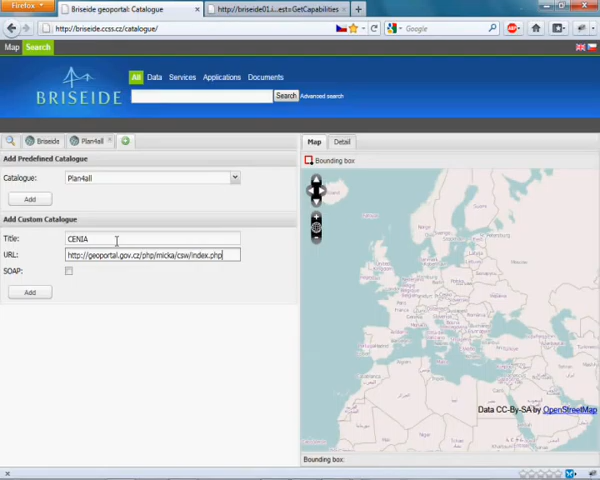 Firefox
Briseide geoportal: Catalogue
http://briseide01.i...est=GetCapabilities
http://briseide.ccss.cz/catalogue/
Google
Map Search
BRISEIDE
All Data Services Applications Documents
Search Advanced search
Briseide Plan4all
Map Detail
Add Predefined Catalogue
Bounding box
Catalogue: Plan4all
Add
Add Custom Catalogue
Title: CENIA
URL: http://geoportal.gov.cz/php/micka/csw/index.php
SOAP:
Add
Data CC-By-SA by OpenStreetMap
Bounding box: